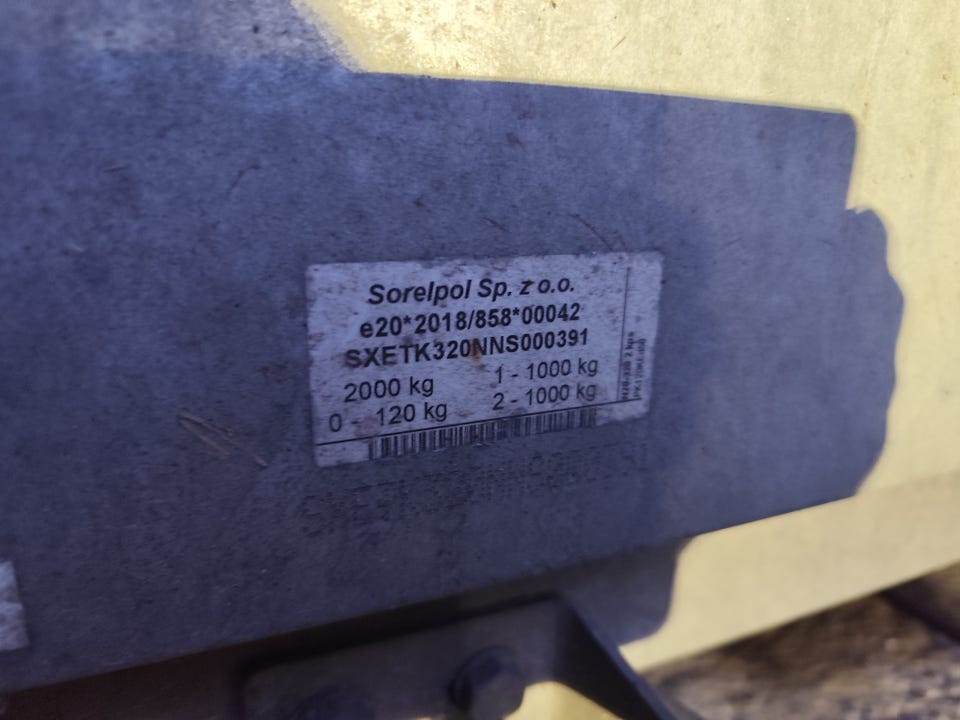 Sorelpol Sp. z o.o.
e20*2018/858*00042
SXETK320NNS000391
2000 kg
1 - 1000 kg
0 - 120 kg
2 - 1000 kg